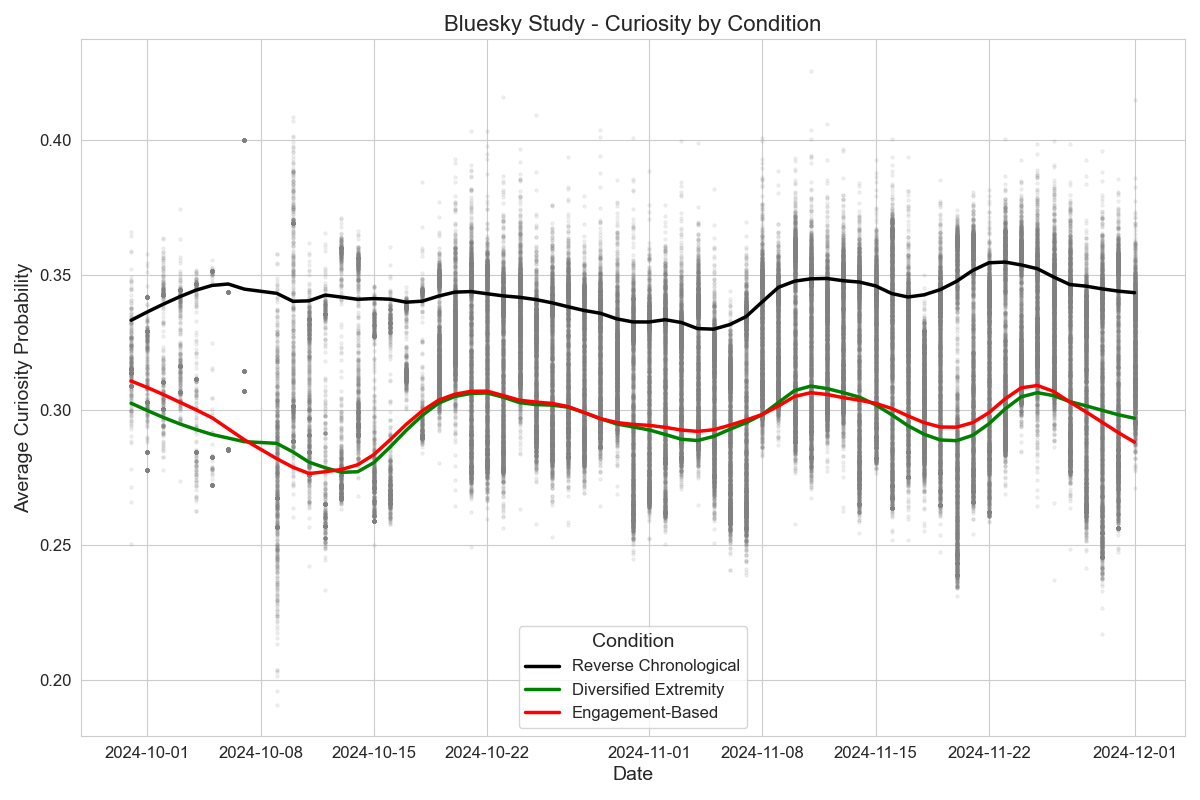 Bluesky Study - Curiosity by Condition
Average Curiosity Probability
0.40
0.35
0.30
0.25
0.20
Condition
Reverse Chronological
Diversified Extremity
Engagement-Based
2024-10-01 2024-10-08 2024-10-15 2024-10-22 2024-11-01 2024-11-08 2024-11-15 2024-11-22 2024-12-01
Date